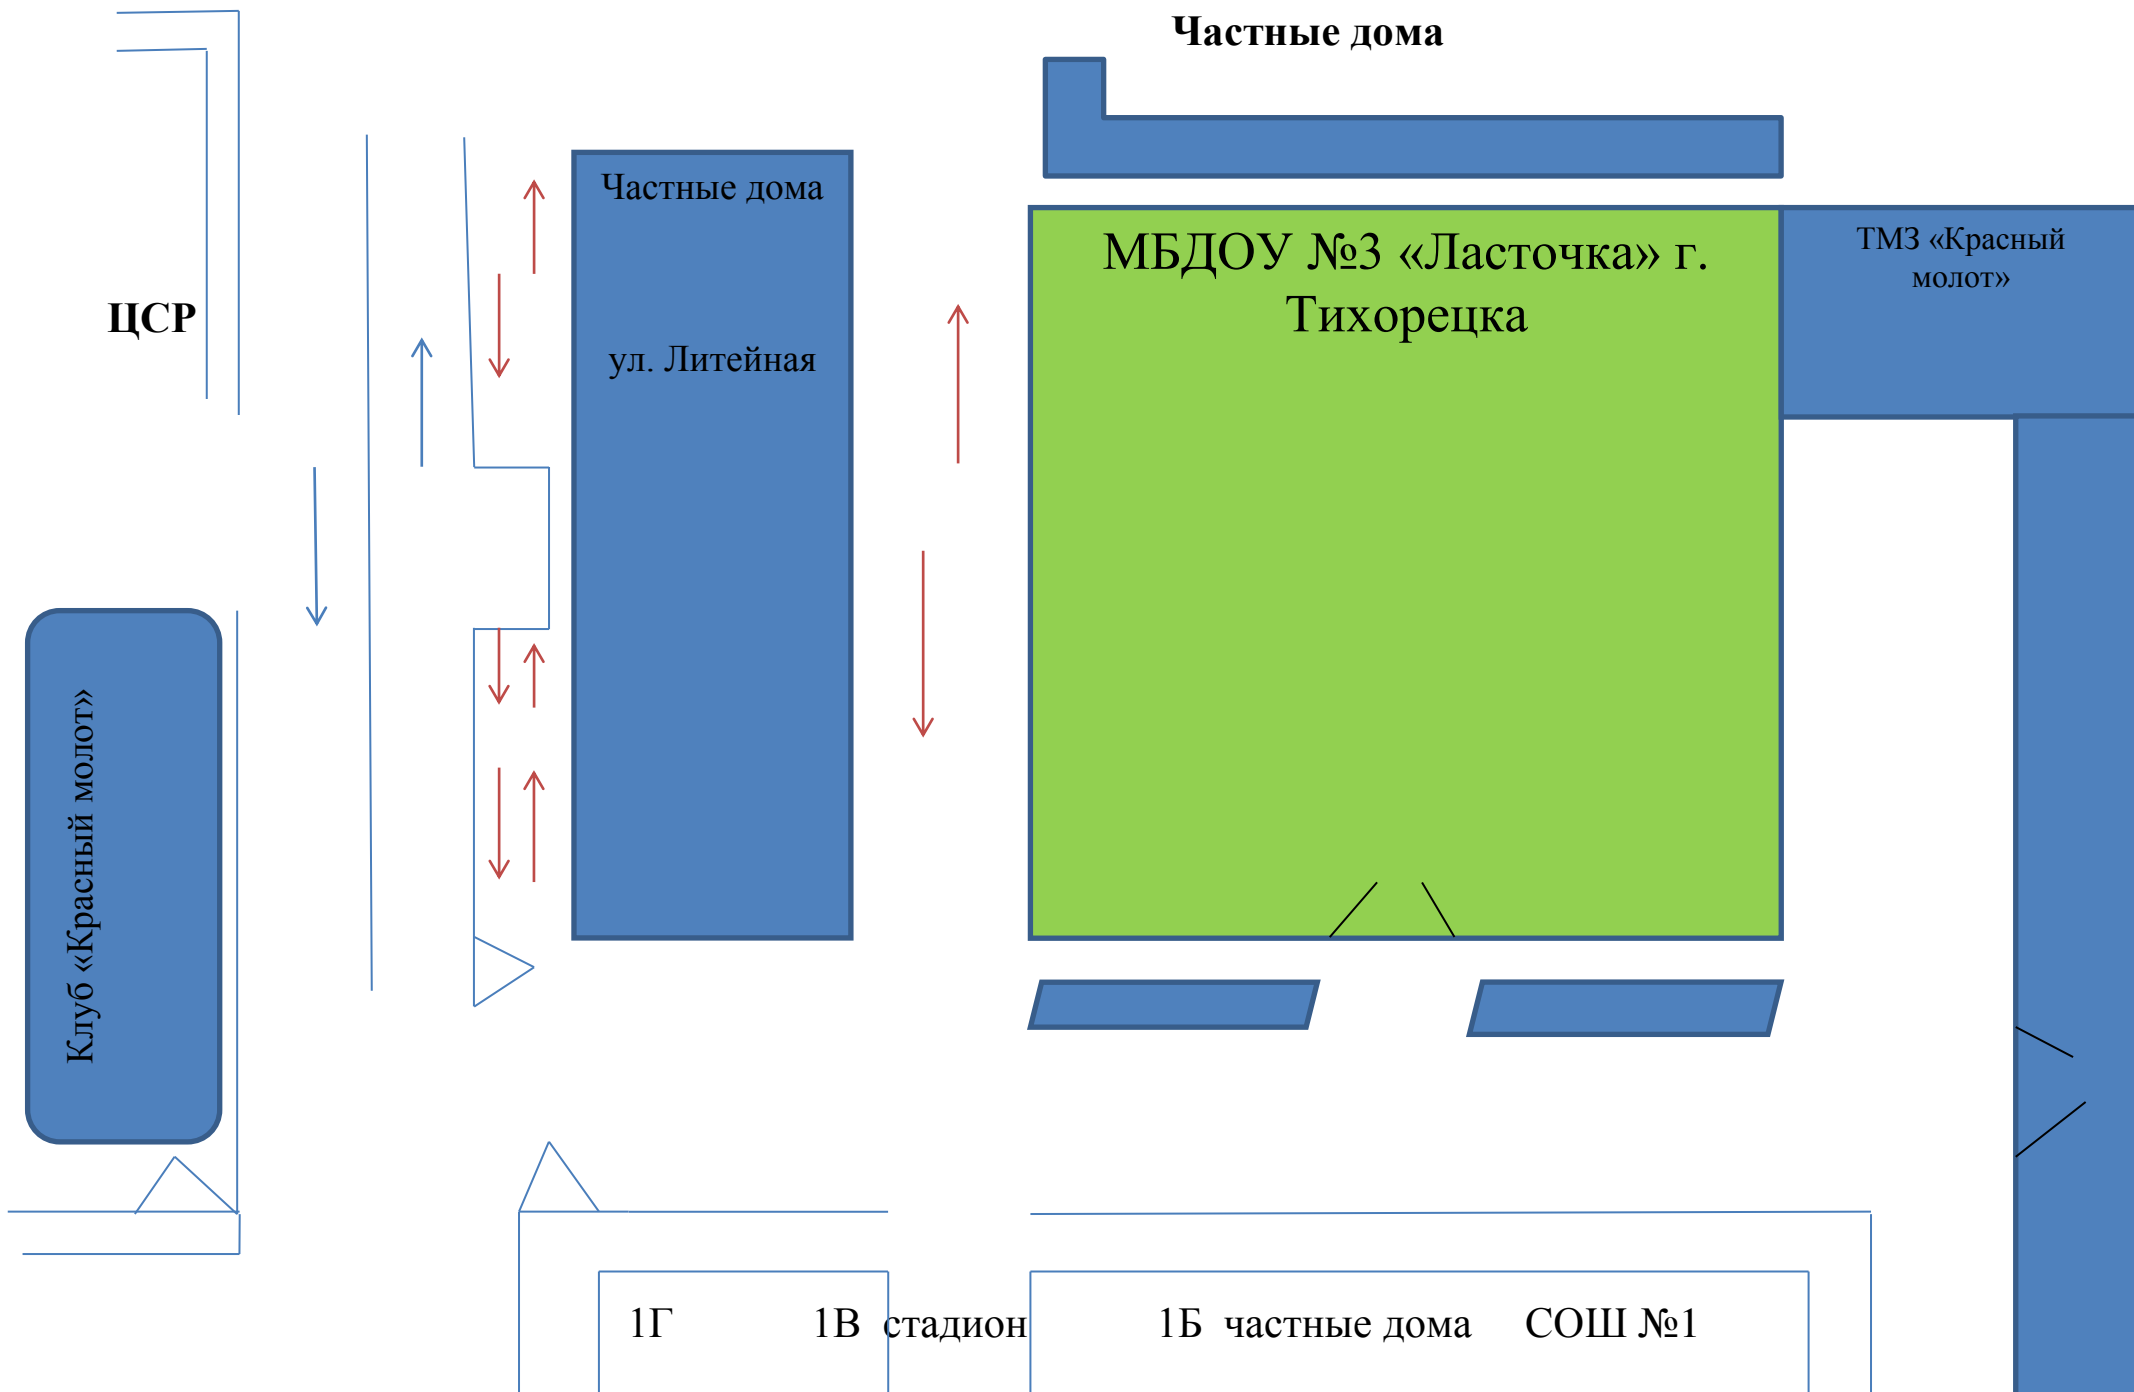 Частные дома
Частные дома
МБДОУ №3 «Ласточка» г.
Тихорецка
ТМЗ «Красный
молот»
ЦСР
ул. Литейная
Клуб «Красный молот»
1Г 1В стадион 1Б частные дома СОШ №1